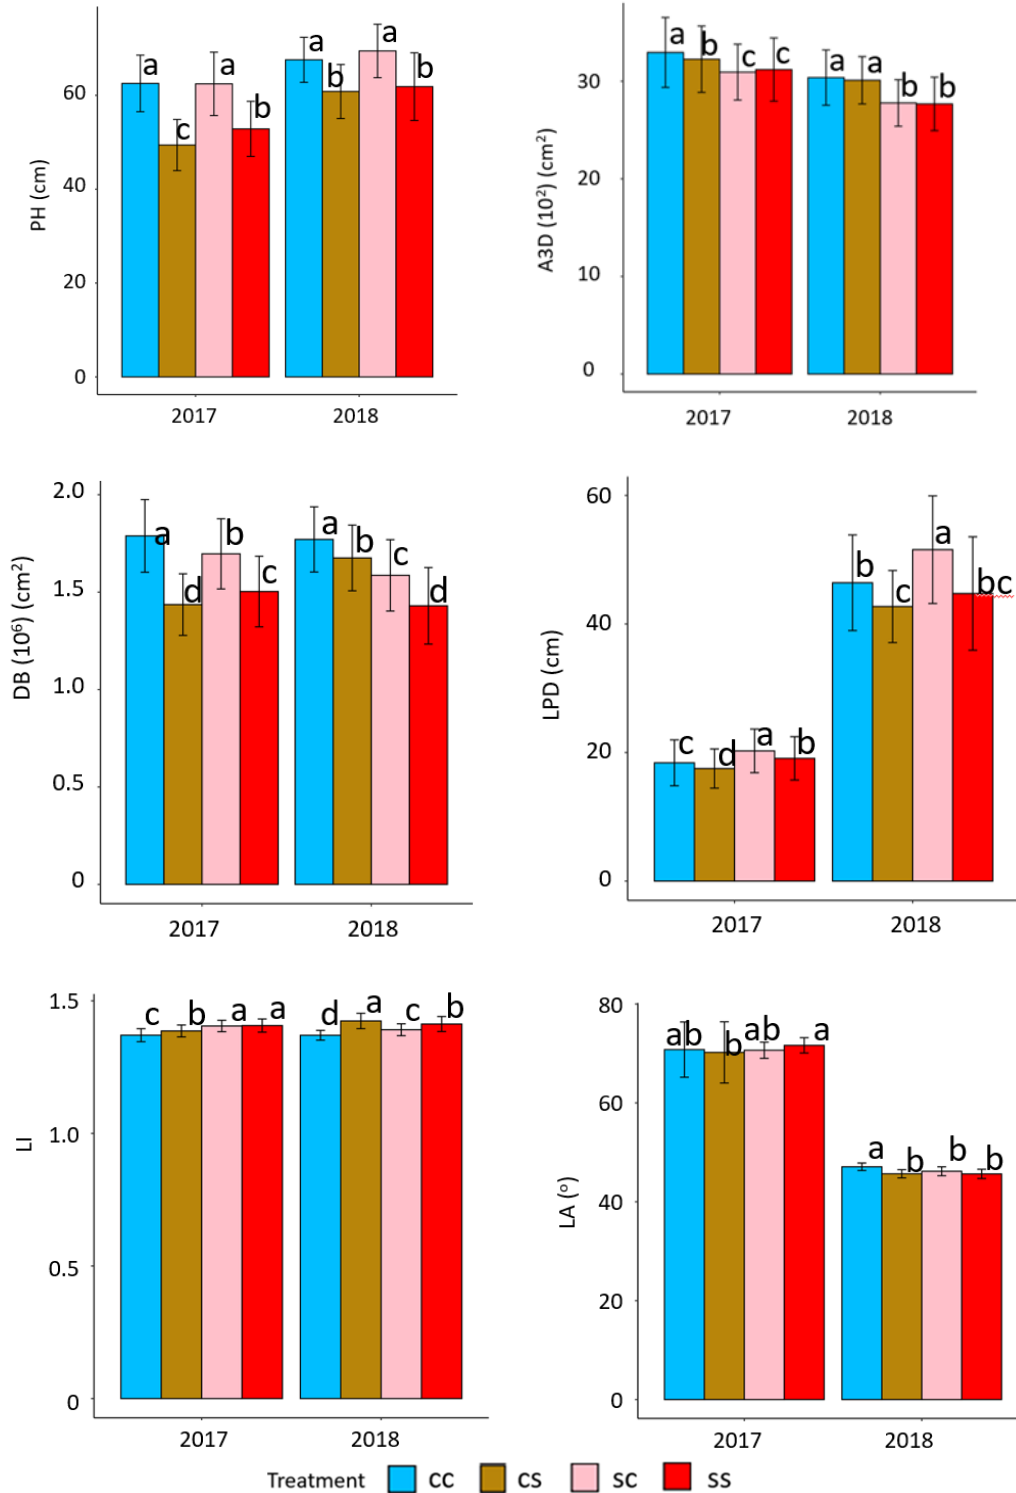 PH (cm)
60
40
20
0
a
c
a
b
a
b
a
b
2017
2018
A3D (10²) (cm²)
30
20
10
0
a
b
c
c
a
a
b
b
2017
2018
DB (10⁶) (cm²)
2.0
1.5
1.0
0.5
0
a
d
b
c
a
b
c
d
2017
2018
LPD (cm)
60
40
20
0
c
d
a
b
b
c
a
bc
2017
2018
LI
1.5
1.0
0.5
0
c
b
a
a
d
a
c
b
2017
2018
LA (º)
80
60
40
20
0
ab
b
ab
a
a
b
b
b
2017
2018
Treatment cc cs sc ss